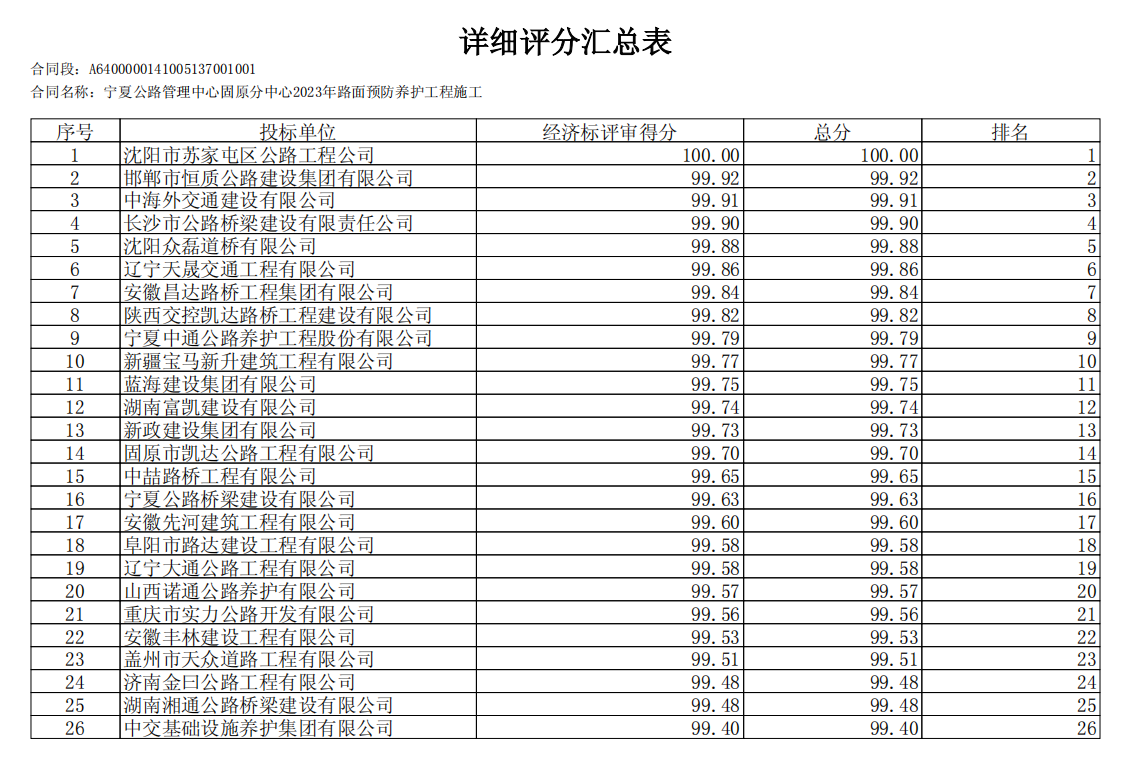 详细评分汇总表
合同段：A6400000141005137001001
合同名称：宁夏公路管理中心固原分中心2023年路面预防养护工程施工
序号 投标单位 经济标评审得分 总分 排名
1 沈阳市苏家屯区公路工程公司 100.00 100.00 1
2 邯郸市恒质公路建设集团有限公司 99.92 99.92 2
3 中海外交通建设有限公司 99.91 99.91 3
4 长沙市公路桥梁建设有限责任公司 99.90 99.90 4
5 沈阳众磊道桥有限公司 99.88 99.88 5
6 辽宁天晟交通工程有限公司 99.86 99.86 6
7 安徽昌达路桥工程集团有限公司 99.84 99.84 7
8 陕西交控凯达路桥工程建设有限公司 99.82 99.82 8
9 宁夏中通公路养护工程股份有限公司 99.79 99.79 9
10 新疆宝马新升建筑工程有限公司 99.77 99.77 10
11 蓝海建设集团有限公司 99.75 99.75 11
12 湖南富凯建设有限公司 99.74 99.74 12
13 新政建设集团有限公司 99.73 99.73 13
14 固原市凯达公路工程有限公司 99.70 99.70 14
15 中喆路桥工程有限公司 99.65 99.65 15
16 宁夏公路桥梁建设有限公司 99.63 99.63 16
17 安徽先河建筑工程有限公司 99.60 99.60 17
18 阜阳市路达建设工程有限公司 99.58 99.58 18
19 辽宁大通公路工程有限公司 99.58 99.58 19
20 山西诺通公路养护有限公司 99.57 99.57 20
21 重庆市实力公路开发有限公司 99.56 99.56 21
22 安徽丰林建设工程有限公司 99.53 99.53 22
23 盖州市天众道路工程有限公司 99.51 99.51 23
24 济南金曰公路工程有限公司 99.48 99.48 24
25 湖南湘通公路桥梁建设有限公司 99.48 99.48 25
26 中交基础设施养护集团有限公司 99.40 99.40 26